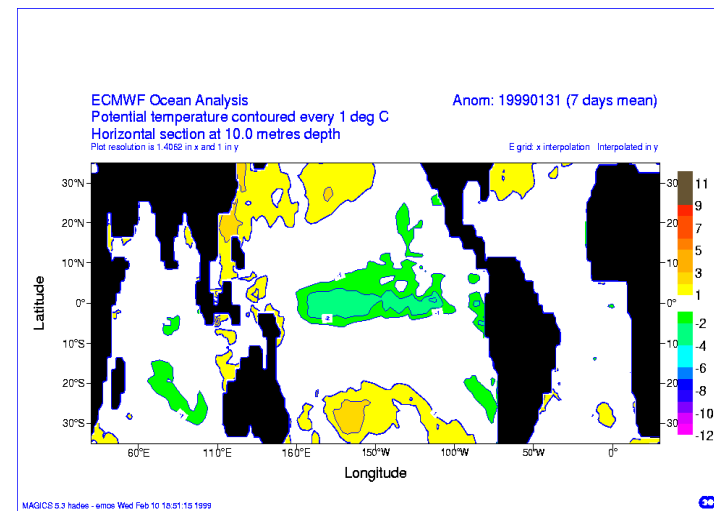 ECMWF Ocean Analysis
Anom: 19990131 (7 days mean)
Potential temperature contoured every 1 deg C
Horizontal section at 10.0 metres depth
Plot resolution is 1.4062 in x and 1 in y
E grid: x interpolation Interpolated in y
30°N
20°N
10°N
0°
10°S
20°S
30°S
Latitude
30
20
10
0°
10
20
30
11
9
7
5
3
1
-1
-2
-4
-6
-8
-10
-12
-1
-2
-1
60°E 110°E 160°E 150°W 100°W 50°W 0°
Longitude
MAGICS 5.3 hades - emos Wed Feb 10 18:51:15 1999